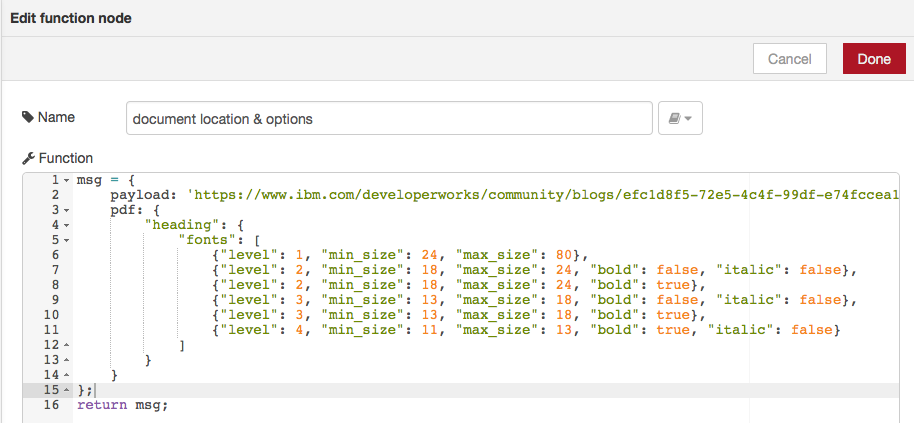 Edit function node
Cancel
Done
Name
document location & options
Function
1 msg = {
2     payload: 'https://www.ibm.com/developerworks/community/blogs/efc1d8f5-72e5-4c4f-99df-e74fccea1
3     pdf: {
4         "heading": {
5             "fonts": [
6                 {"level": 1, "min_size": 24, "max_size": 80},
7                 {"level": 2, "min_size": 18, "max_size": 24, "bold": false, "italic": false},
8                 {"level": 2, "min_size": 18, "max_size": 24, "bold": true},
9                 {"level": 3, "min_size": 13, "max_size": 18, "bold": false, "italic": false},
10                 {"level": 3, "min_size": 13, "max_size": 18, "bold": true},
11                 {"level": 4, "min_size": 11, "max_size": 13, "bold": true, "italic": false}
12             ]
13         }
14     }
15 };
16 return msg;